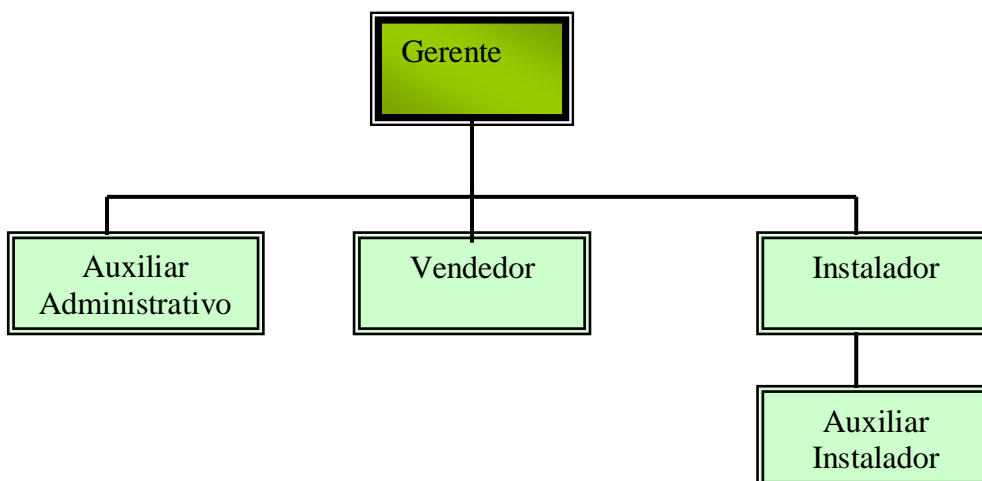 Gerente
Auxiliar
Administrativo
Vendedor
Instalador
Auxiliar
Instalador